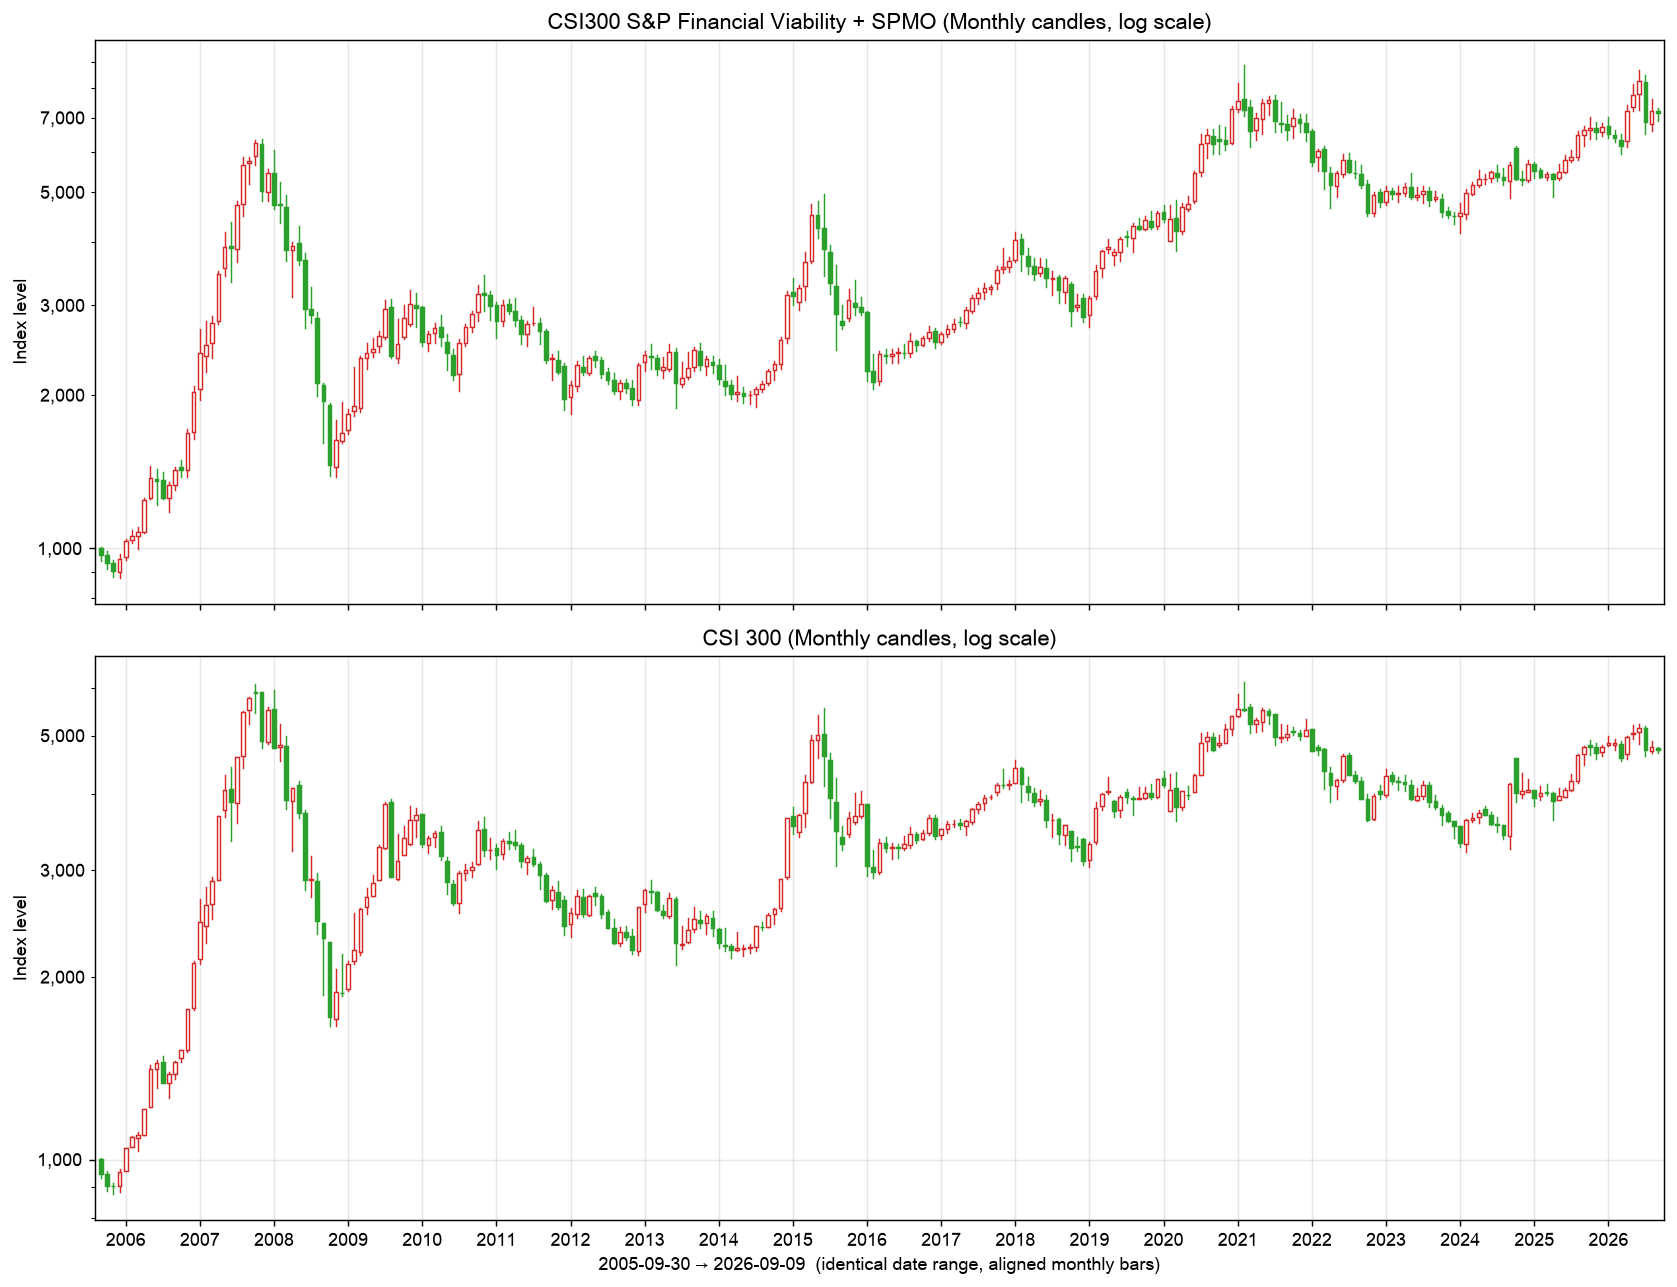 CSI300 S&P Financial Viability + SPMO (Monthly candles, log scale)
7,000
5,000
3,000
2,000
1,000
Index level
CSI 300 (Monthly candles, log scale)
5,000
3,000
2,000
1,000
Index level
2006 2007 2008 2009 2010 2011 2012 2013 2014 2015 2016 2017 2018 2019 2020 2021 2022 2023 2024 2025 2026
2005-09-30 → 2026-09-09 (identical date range, aligned monthly bars)